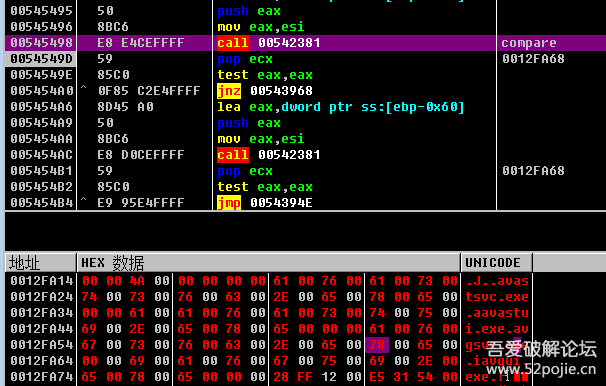 00545495 50 push eax
00545496 8BC6 mov eax,esi
00545498 E8 E4CEFFFF call 00542381 compare
0054549D 59 pop ecx 0012FA68
0054549E 85C0 test eax,eax
005454A0 ^ 0F85 C2E4FFFF jnz 00543968
005454A6 8D45 A0 lea eax,dword ptr ss:[ebp-0x60]
005454A9 50 push eax
005454AA 8BC6 mov eax,esi
005454AC E8 D0CEFFFF call 00542381
005454B1 59 pop ecx 0012FA68
005454B2 85C0 test eax,eax
005454B4 ^ E9 95E4FFFF jmp 0054394E
地址 HEX 数据 UNICODE
0012FA14 00 00 4A 00 00 00 00 00 61 00 76 00 61 00 73 00 .J..avas
0012FA24 74 00 73 00 76 00 63 00 2E 00 65 00 78 00 65 00 tsvc.exe
0012FA34 00 00 61 00 61 00 76 00 61 00 73 00 74 00 75 00 .aavastu
0012FA44 69 00 2E 00 65 00 78 00 65 00 00 00 61 00 76 00 i.exe.av
0012FA54 67 00 73 00 76 00 63 00 2E 00 65 00 78 00 65 00
0012FA64 00 00 69 00 61 00 76 00 67 00 75 00 69 00 2E 00
0012FA74 65 00 78 00 65 00 00 00 28 FF 12 00 E5 31 54 00
吾爱破解论坛
www.52pojie.cn